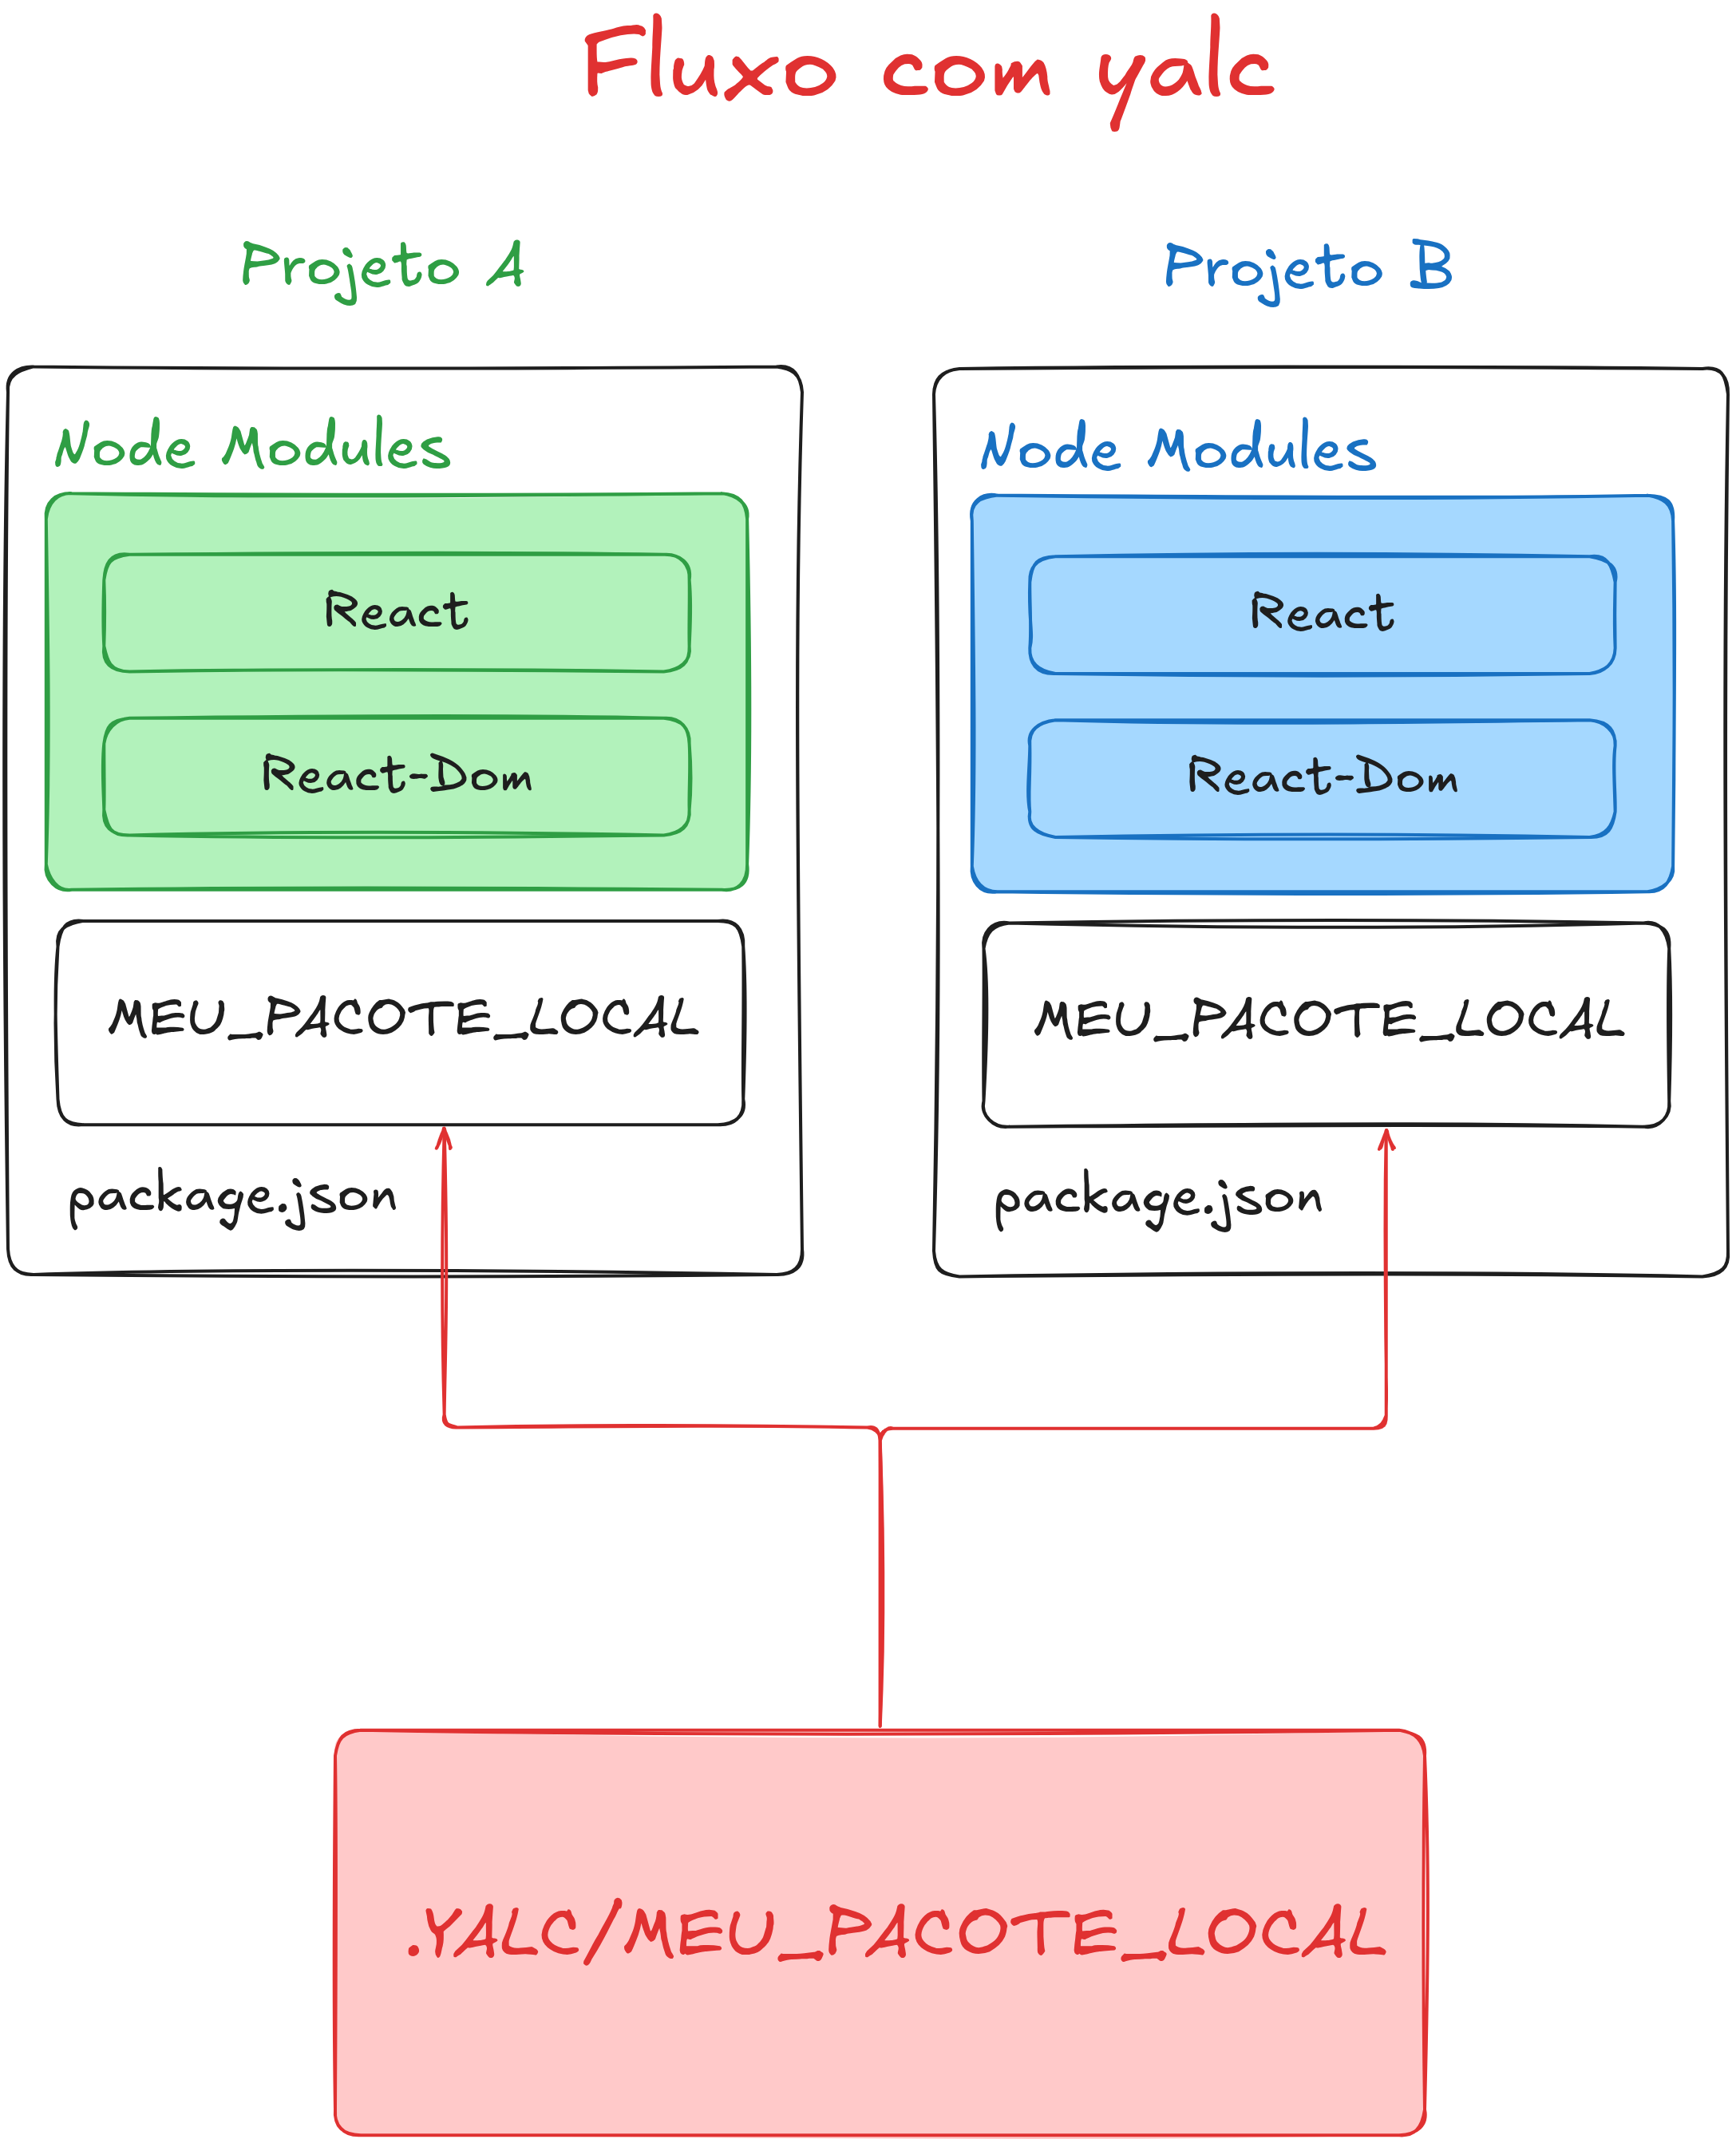 Fluxo com yalc
Projeto A
Projeto B
Node Modules
Node Modules
React
React
React-Dom
React-Dom
MEU_PACOTE_LOCAL
MEU_PACOTE_LOCAL
package.json
package.json
.YALC/MEU_PACOTE_LOCAL